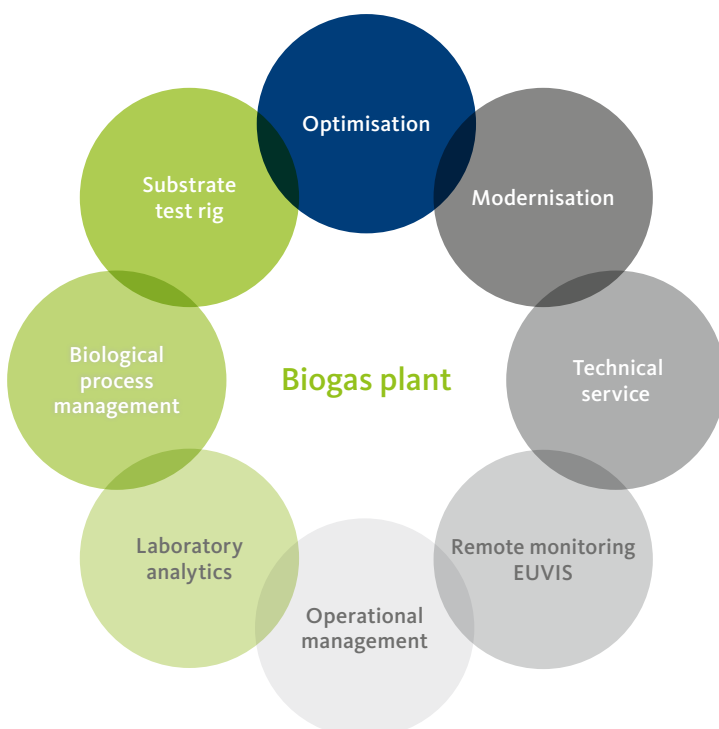 Optimisation
Substrate
test rig
Modernisation
Biological
process
management
Biogas plant
Technical
service
Laboratory
analytics
Remote monitoring
EUVIS
Operational
management